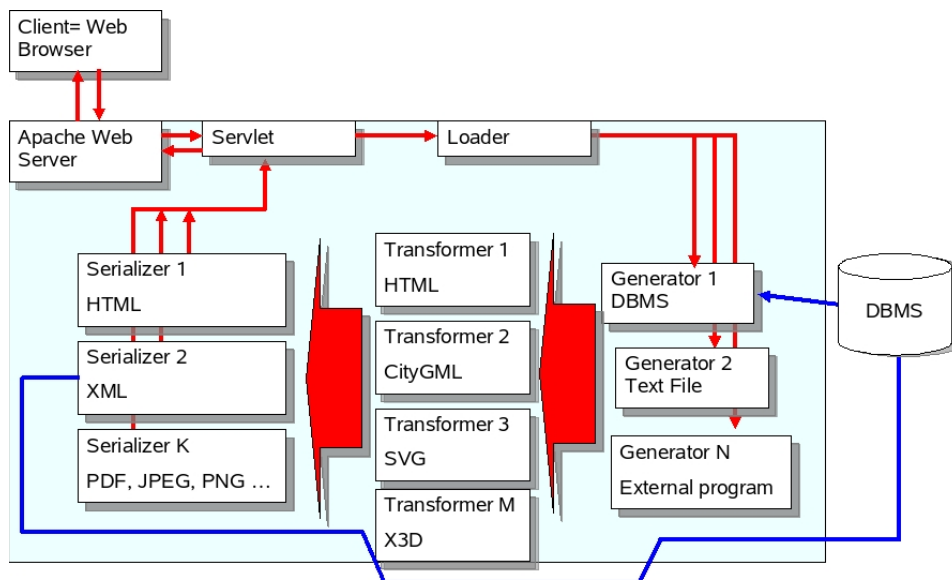 Client= Web
Browser
Apache Web
Server
Servlet
Loader
Serializer 1
HTML
Serializer 2
XML
Serializer K
PDF, JPEG, PNG …
Transformer 1
HTML
Transformer 2
CityGML
Transformer 3
SVG
Transformer M
X3D
Generator 1
DBMS
Generator 2
Text File
Generator N
External program
DBMS